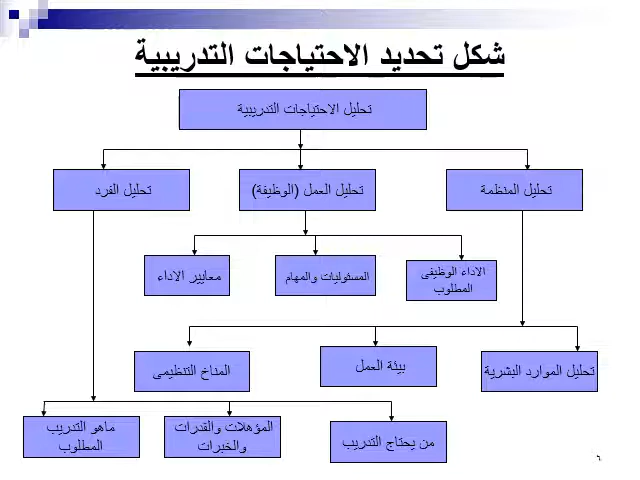 شكل تحديد الاحتياجات التدريبية
تحليل الاحتياجات التدريبية
تحليل المنظمة
تحليل العمل (الوظيفة)
تحليل الفرد
الاداء الوظيفى
المطلوب
المسئوليات والمهام
معايير الاداء
تحليل الموارد البشرية
بيئة العمل
المناخ التنظيمى
من يحتاج التدريب
المؤهلات والقدرات
والخبرات
ماهو التدريب
المطلوب
٦